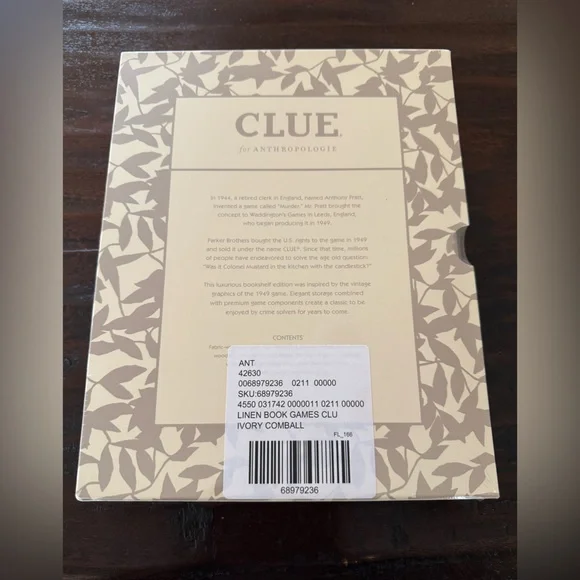 CLUE®
for ANTHROPOLOGIE
In 1944, a retired clerk in England, named Anthony Pratt,
invented a game called "Murder." Mr. Pratt brought the
concept to Waddington's Games in Leeds, England,
who began producing it in 1949.
Parker Brothers bought the U.S. rights to the game in 1949
and sold it under the name CLUE®. Since that time, millions
of people have endeavored to solve the age old question:
"Was it Colonel Mustard in the kitchen with the candlestick?"
This luxurious bookshelf edition was inspired by the vintage
graphics of the 1949 game. Elegant storage combined
with premium game components create a classic to be
enjoyed by crime solvers for years to come.
CONTENTS
ANT
42630
0068979236 0211 00000
SKU:68979236
4550 031742 0000011 0211 00000
LINEN BOOK GAMES CLU
IVORY COMBALL
FL_166
68979236